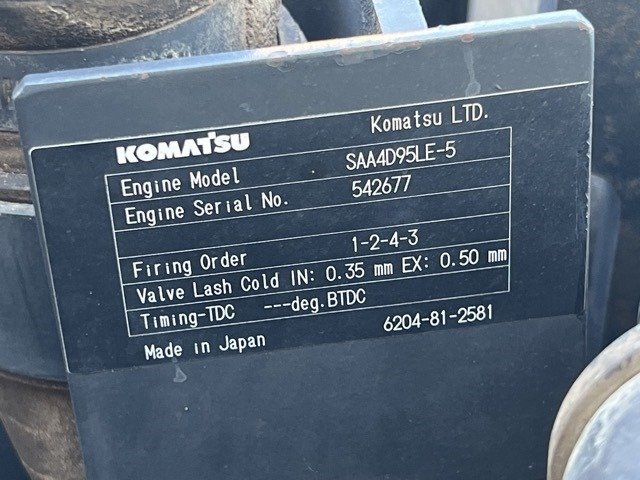 KOMATSU Komatsu LTD.
Engine Model SAA4D95LE-5
Engine Serial No. 542677
Firing Order 1-2-4-3
Valve Lash Cold IN: 0.35 mm EX: 0.50 mm
Timing-TDC ---deg.BTDC
Made in Japan 6204-81-2581